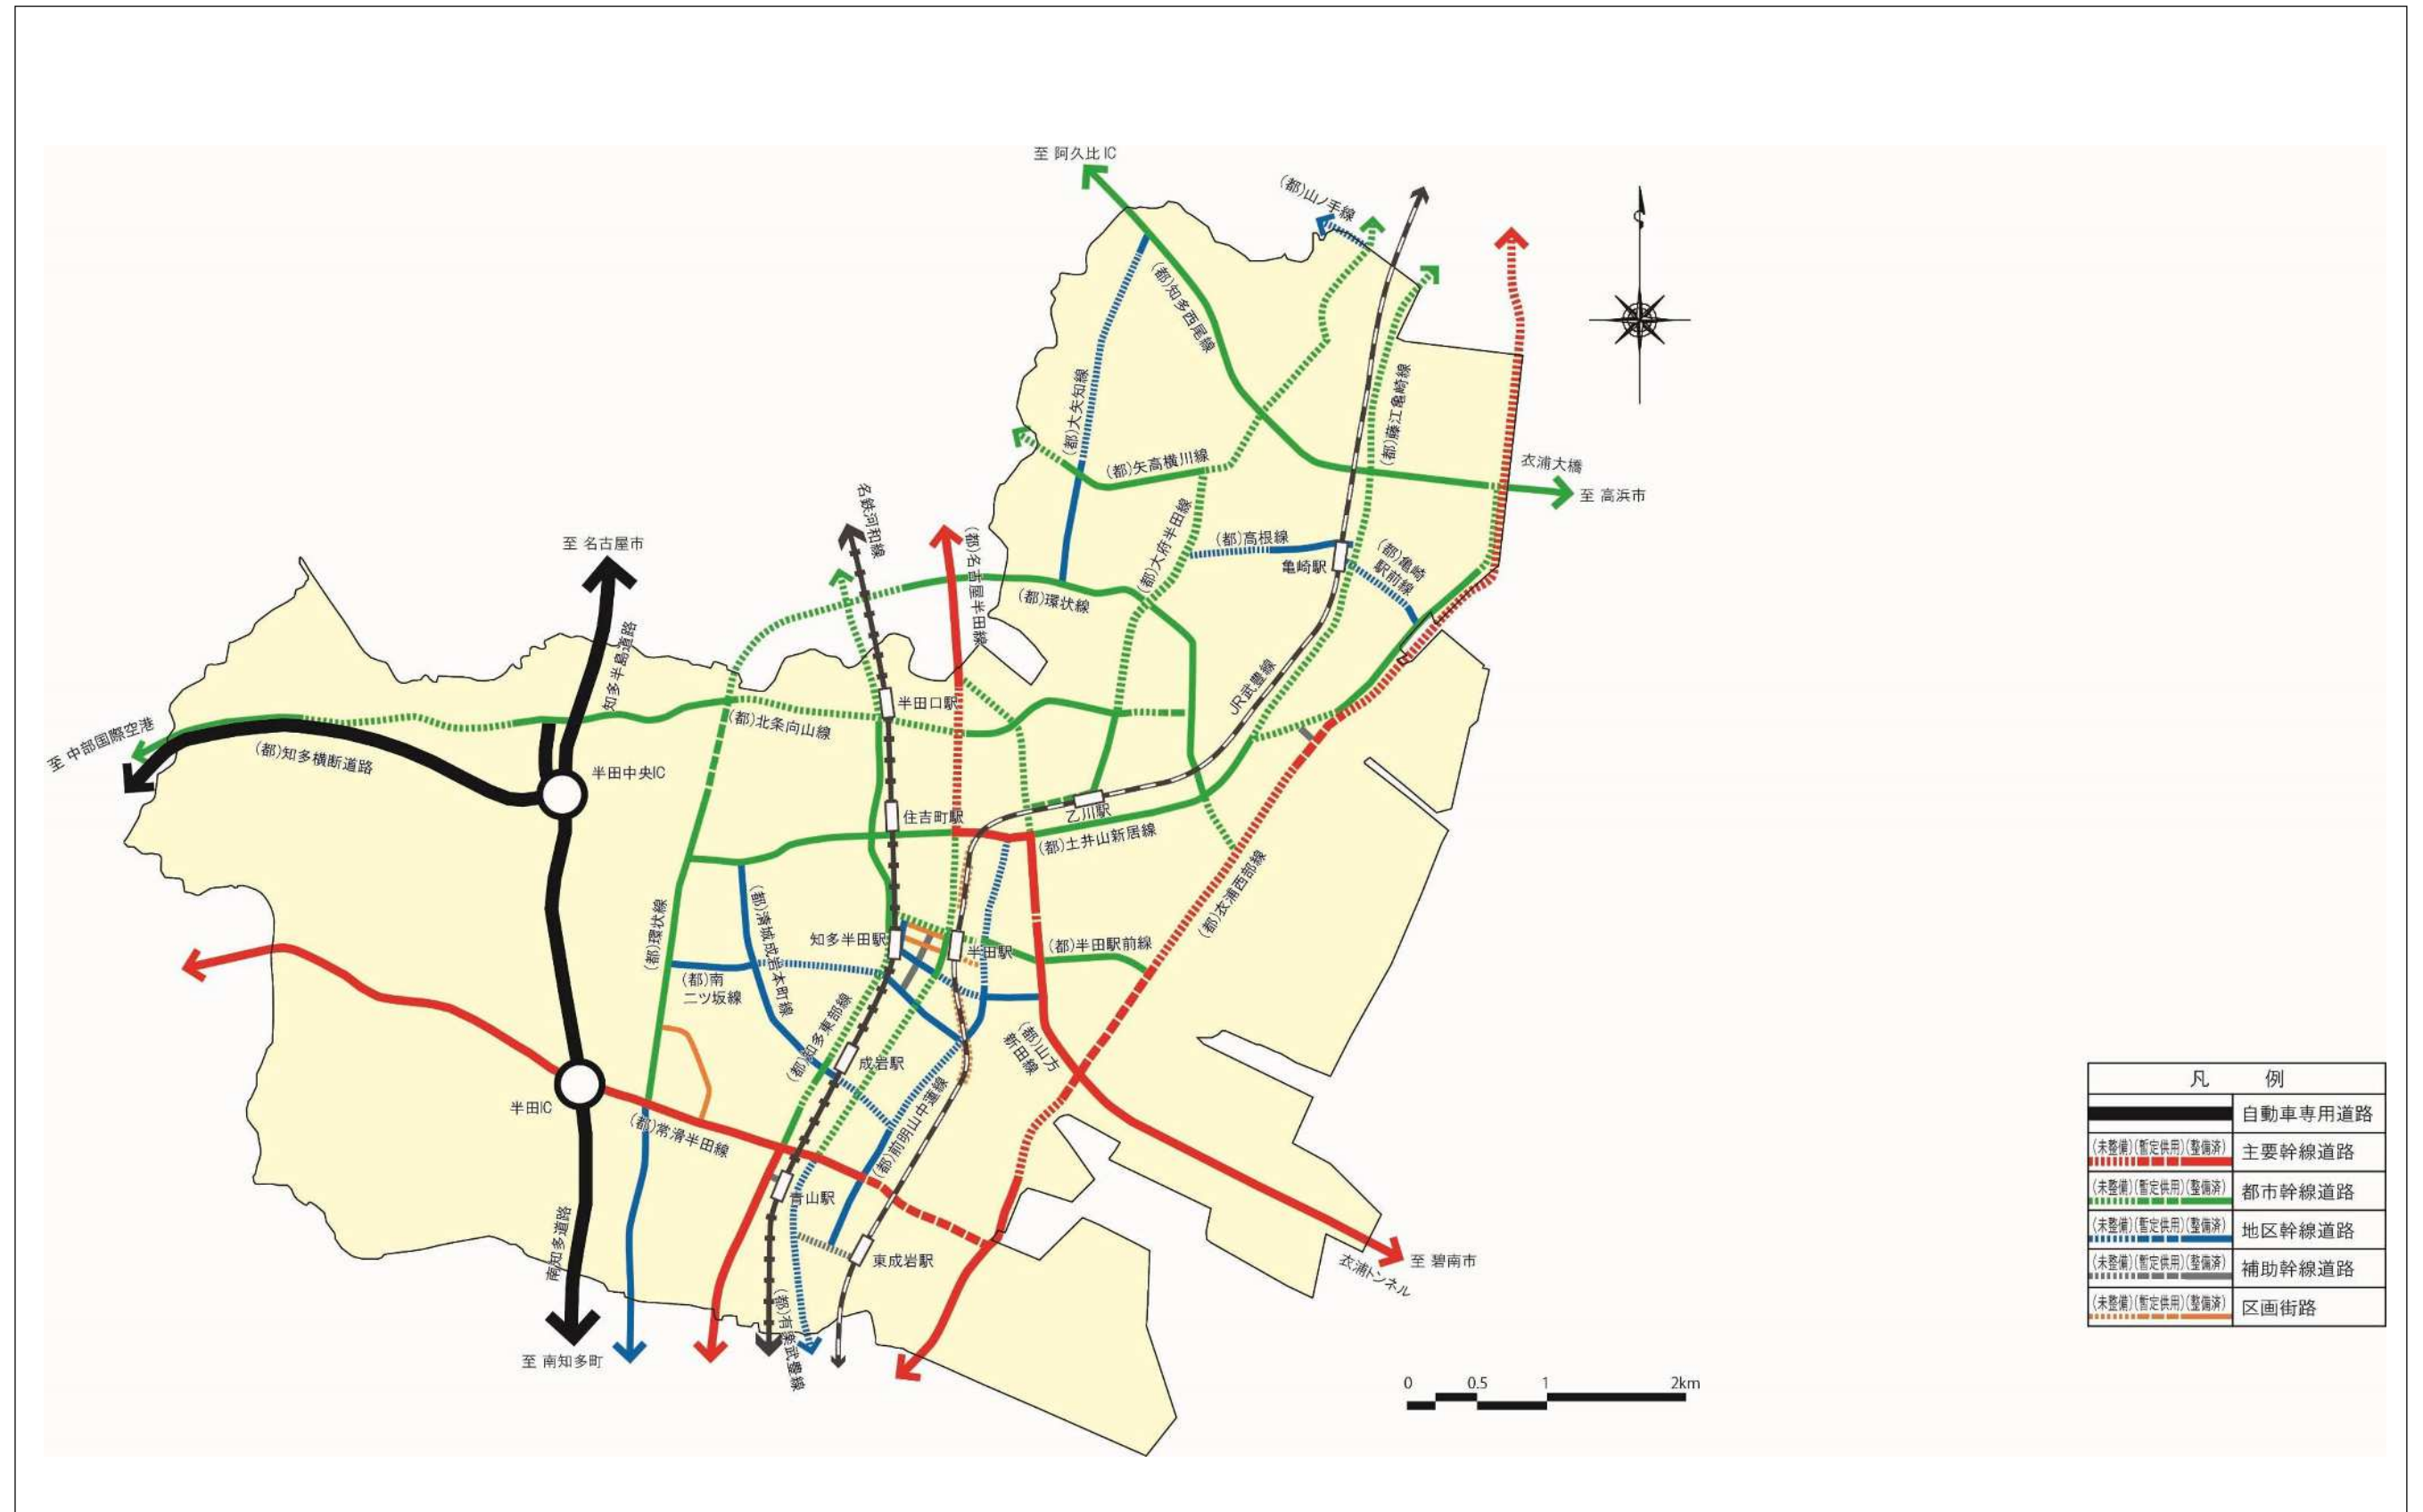 至 阿久比IC
(都)山ノ手線
(都)知多西尾線
(都)大矢知線
(都)藤江亀崎線
(都)矢高横川線
衣浦大橋
至 高浜市
名鉄河和線
(都)名古屋半田線
(都)大府半田線
(都)高根線
亀崎駅
(都)亀崎
駅前線
至 名古屋市
(都)環状線
知多半島道路
半田口駅
JR武豊線
(都)北条向山線
至 中部国際空港
(都)知多横断道路
半田中央IC
住吉町駅
乙川駅
(都)土井山新居線
(都)衣浦西部線
(都)環状線
(都)清城成岩本町線
知多半田駅
半田駅
(都)半田駅前線
(都)南
二ツ坂線
(都)知多東部線
(都)山方
新田線
成岩駅
半田IC
(都)常滑半田線
(都)前明山中蓮線
青山駅
東成岩駅
南知多道路
(都)有楽武豊線
至 南知多町
衣浦トンネル
至 碧南市
凡 例
自動車専用道路
(未整備)(暫定供用)(整備済) 主要幹線道路
(未整備)(暫定供用)(整備済) 都市幹線道路
(未整備)(暫定供用)(整備済) 地区幹線道路
(未整備)(暫定供用)(整備済) 補助幹線道路
(未整備)(暫定供用)(整備済) 区画街路
0 0.5 1 2km